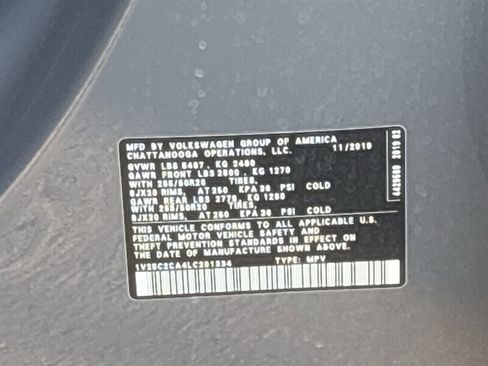 MFD BY VOLKSWAGEN GROUP OF AMERICA
CHATTANOOGA OPERATIONS, LLC. 11/2019
GVWR LBS 5467, KG 2480
GAWR FRONT LBS 2800, KG 1270
WITH 255/50R20 TIRES,
8JX20 RIMS, AT 250 KPA 36 PSI COLD
GAWR REAR LBS 2778, KG 1260
WITH 255/50R20 TIRES,
8JX20 RIMS, AT 250 KPA 36 PSI COLD
THIS VEHICLE CONFORMS TO ALL APPLICABLE U.S.
FEDERAL MOTOR VEHICLE SAFETY AND
THEFT PREVENTION STANDARDS IN EFFECT ON
DATE OF MANUFACTURE SHOWN ABOVE.
TYPE: MPV